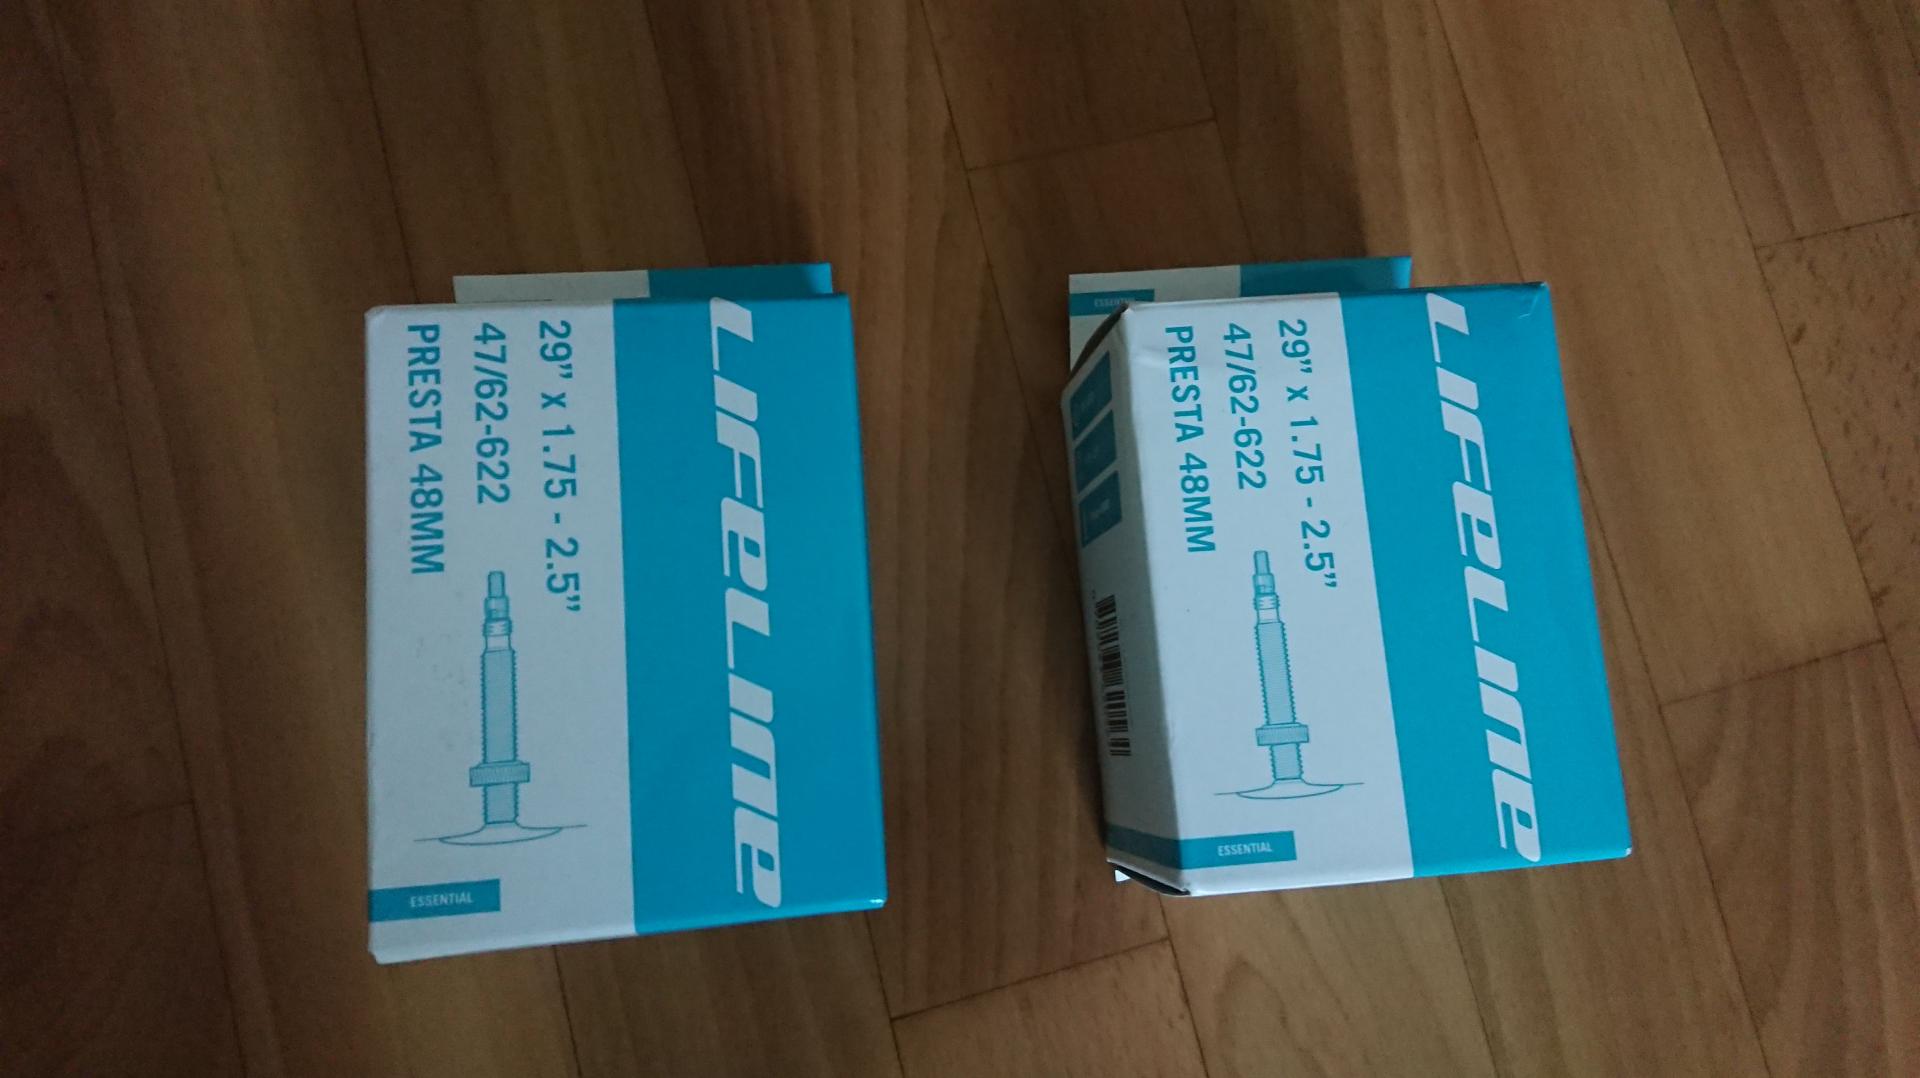 LIFELINE
29" x 1.75 - 2.5"
47/62-622
PRESTA 48MM
ESSENTIAL
ESSENTIAL
LIFELINE
29" x 1.75 - 2.5"
47/62-622
PRESTA 48MM
ESSENTIAL